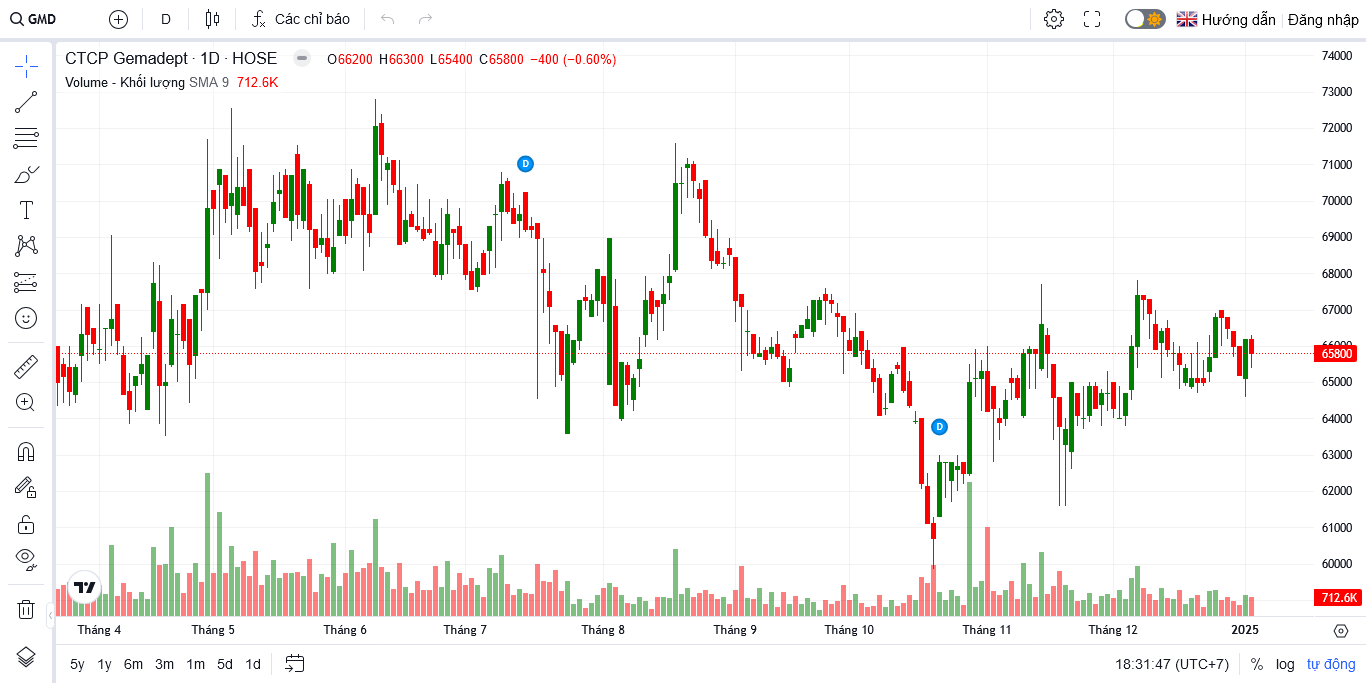 GMD D Các chỉ báo Hướng dẫn Đăng nhập
CTCP Gemadept · 1D · HOSE O66200 H66300 L65400 C65800 −400 (−0.60%)
Volume - Khối lượng SMA 9 712.6K
74000
73000
72000
71000
70000
69000
68000
67000
66000
65800
65000
64000
63000
62000
61000
60000
712.6K
D
D
Tháng 4 Tháng 5 Tháng 6 Tháng 7 Tháng 8 Tháng 9 Tháng 10 Tháng 11 Tháng 12 2025
5y 1y 6m 3m 1m 5d 1d 18:31:47 (UTC+7) % log tự động